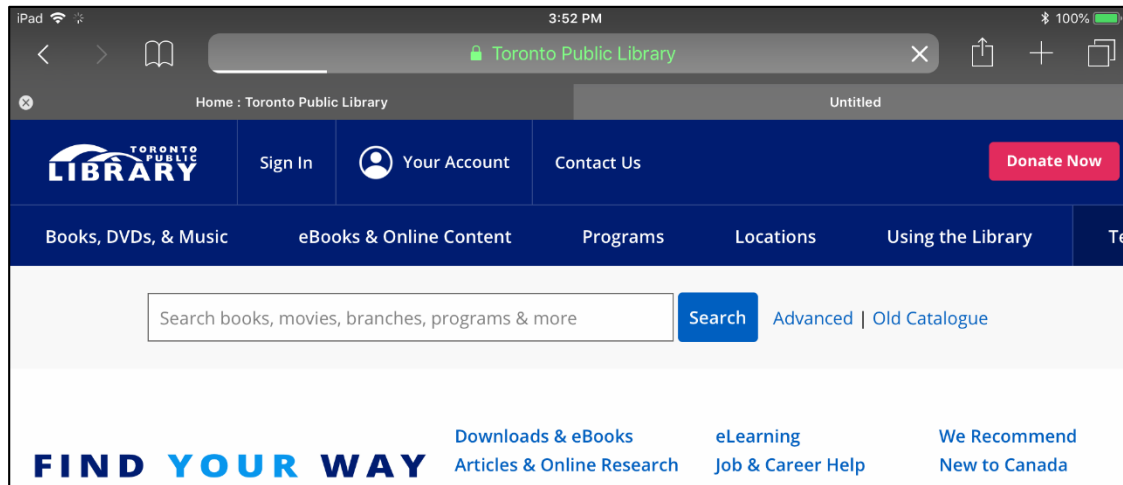 iPad 3:52 PM 100%
Toronto Public Library
Home : Toronto Public Library Untitled
TORONTO
PUBLIC
LIBRARY
Sign In Your Account Contact Us Donate Now
Books, DVDs, & Music eBooks & Online Content Programs Locations Using the Library Te
Search books, movies, branches, programs & more Search Advanced | Old Catalogue
Downloads & eBooks eLearning We Recommend
FIND YOUR WAY Articles & Online Research Job & Career Help New to Canada